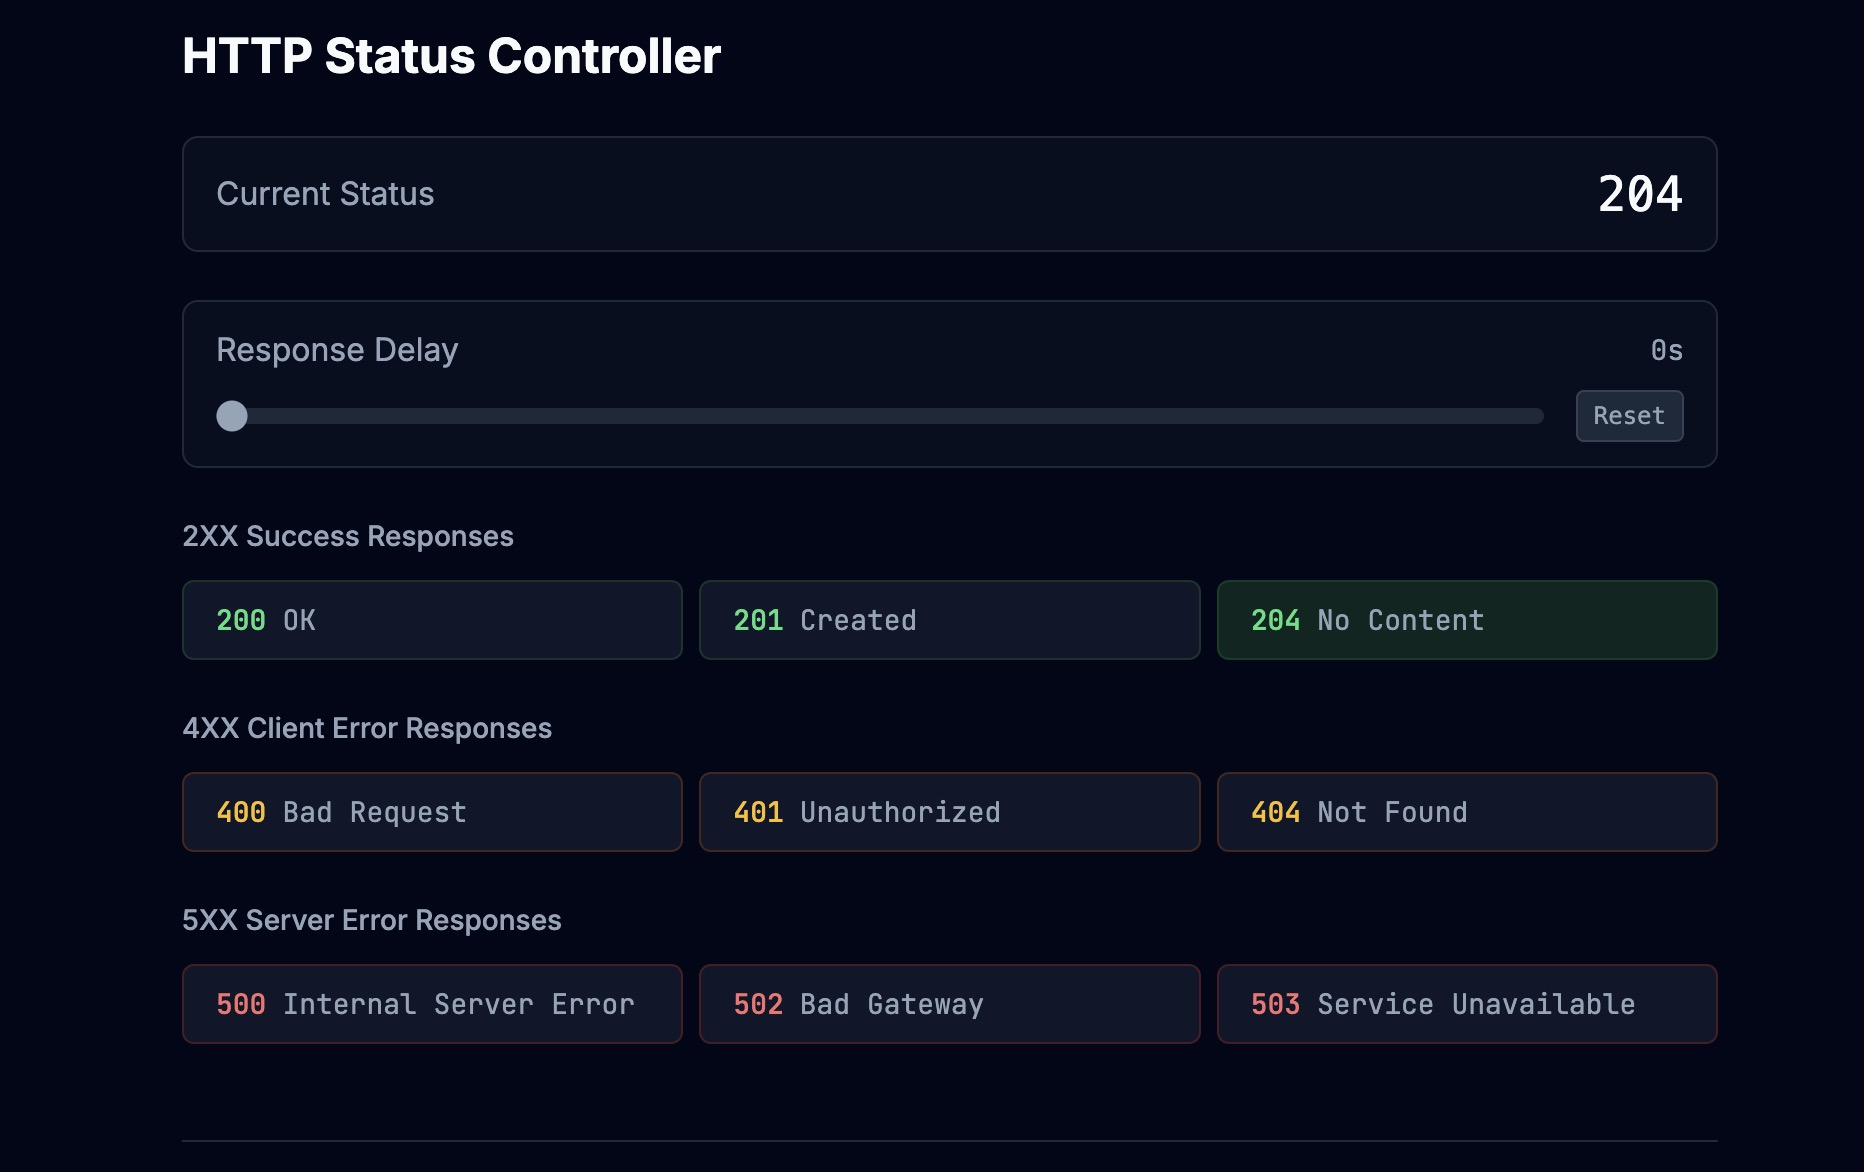 HTTP Status Controller
Current Status
204
Response Delay
0s
Reset
2XX Success Responses
200 OK
201 Created
204 No Content
4XX Client Error Responses
400 Bad Request
401 Unauthorized
404 Not Found
5XX Server Error Responses
500 Internal Server Error
502 Bad Gateway
503 Service Unavailable